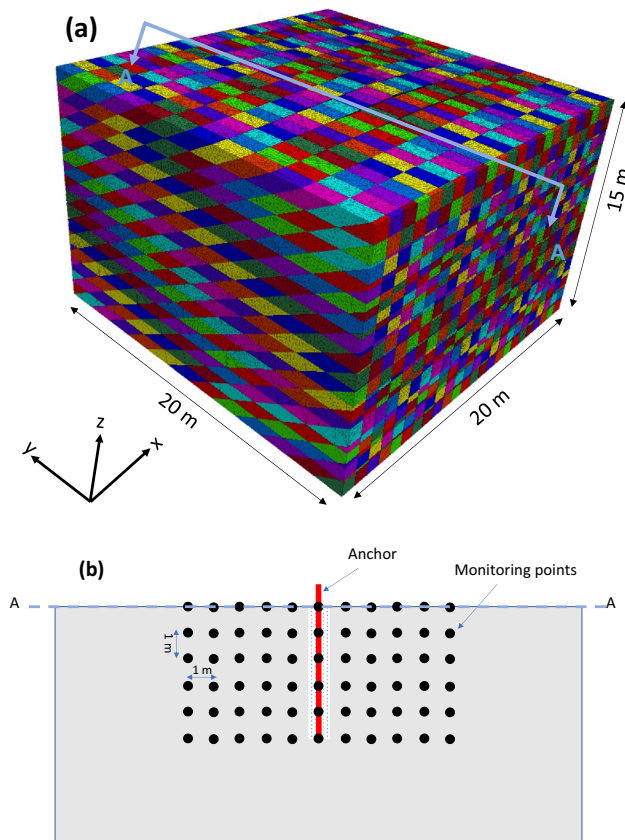 (a)
A
15 m
A
20 m
20 m
z
y
x
Anchor
(b)
Monitoring points
A
A
1 m
1 m